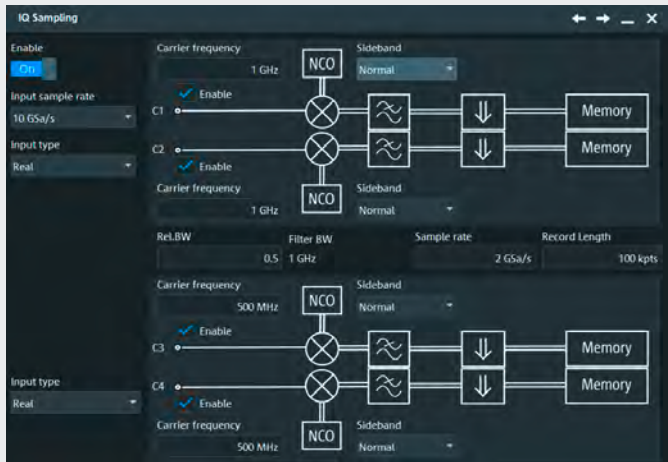 IQ Sampling
Enable
On
Input sample rate
10 GSa/s
Input type
Real
Carrier frequency
1 GHz
NCO
Sideband
Normal
Enable
C1
Memory
C2
Memory
Enable
Carrier frequency
1 GHz
NCO
Sideband
Normal
Rel.BW
0.5
Filter BW
1 GHz
Sample rate
2 GSa/s
Record Length
100 kpts
Carrier frequency
500 MHz
NCO
Sideband
Normal
Enable
C3
Memory
Input type
Real
C4
Memory
Enable
Carrier frequency
500 MHz
NCO
Sideband
Normal